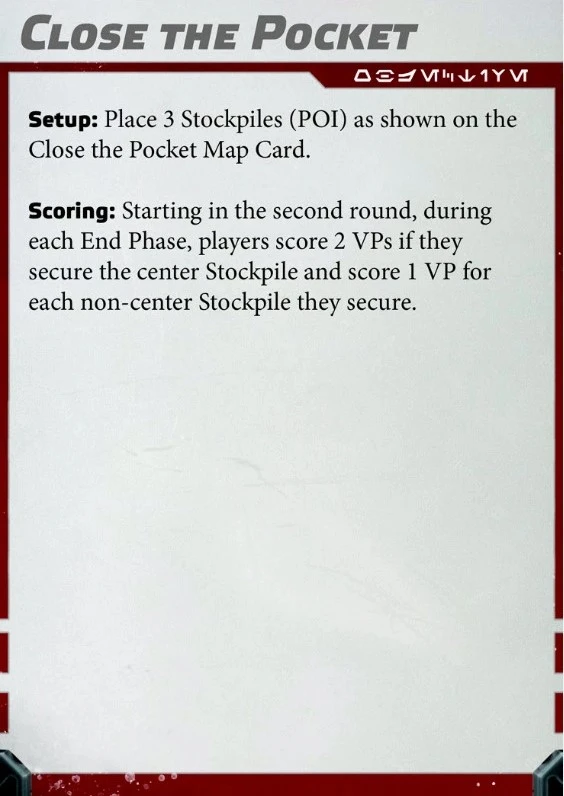 CLOSE THE POCKET
Setup: Place 3 Stockpiles (POI) as shown on the
Close the Pocket Map Card.
Scoring: Starting in the second round, during
each End Phase, players score 2 VPs if they
secure the center Stockpile and score 1 VP for
each non-center Stockpile they secure.